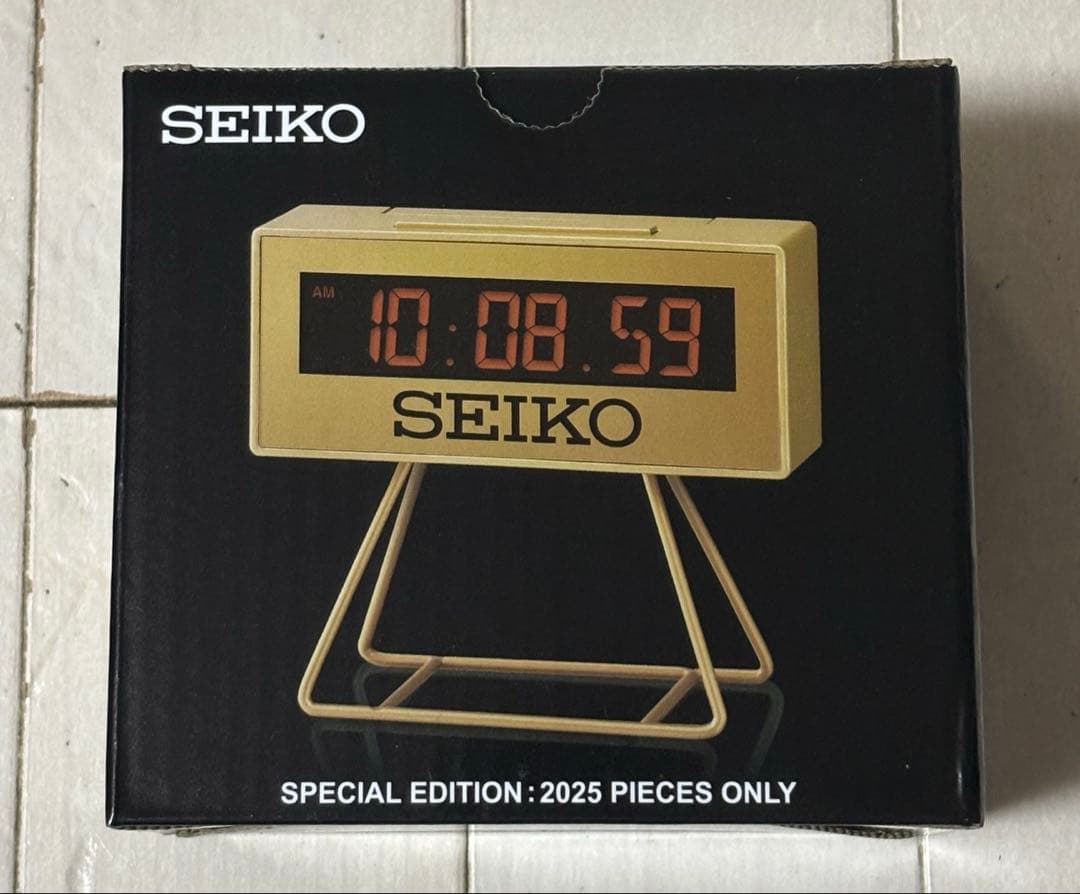 SEIKO
AM 10:08.59
SEIKO
SPECIAL EDITION : 2025 PIECES ONLY